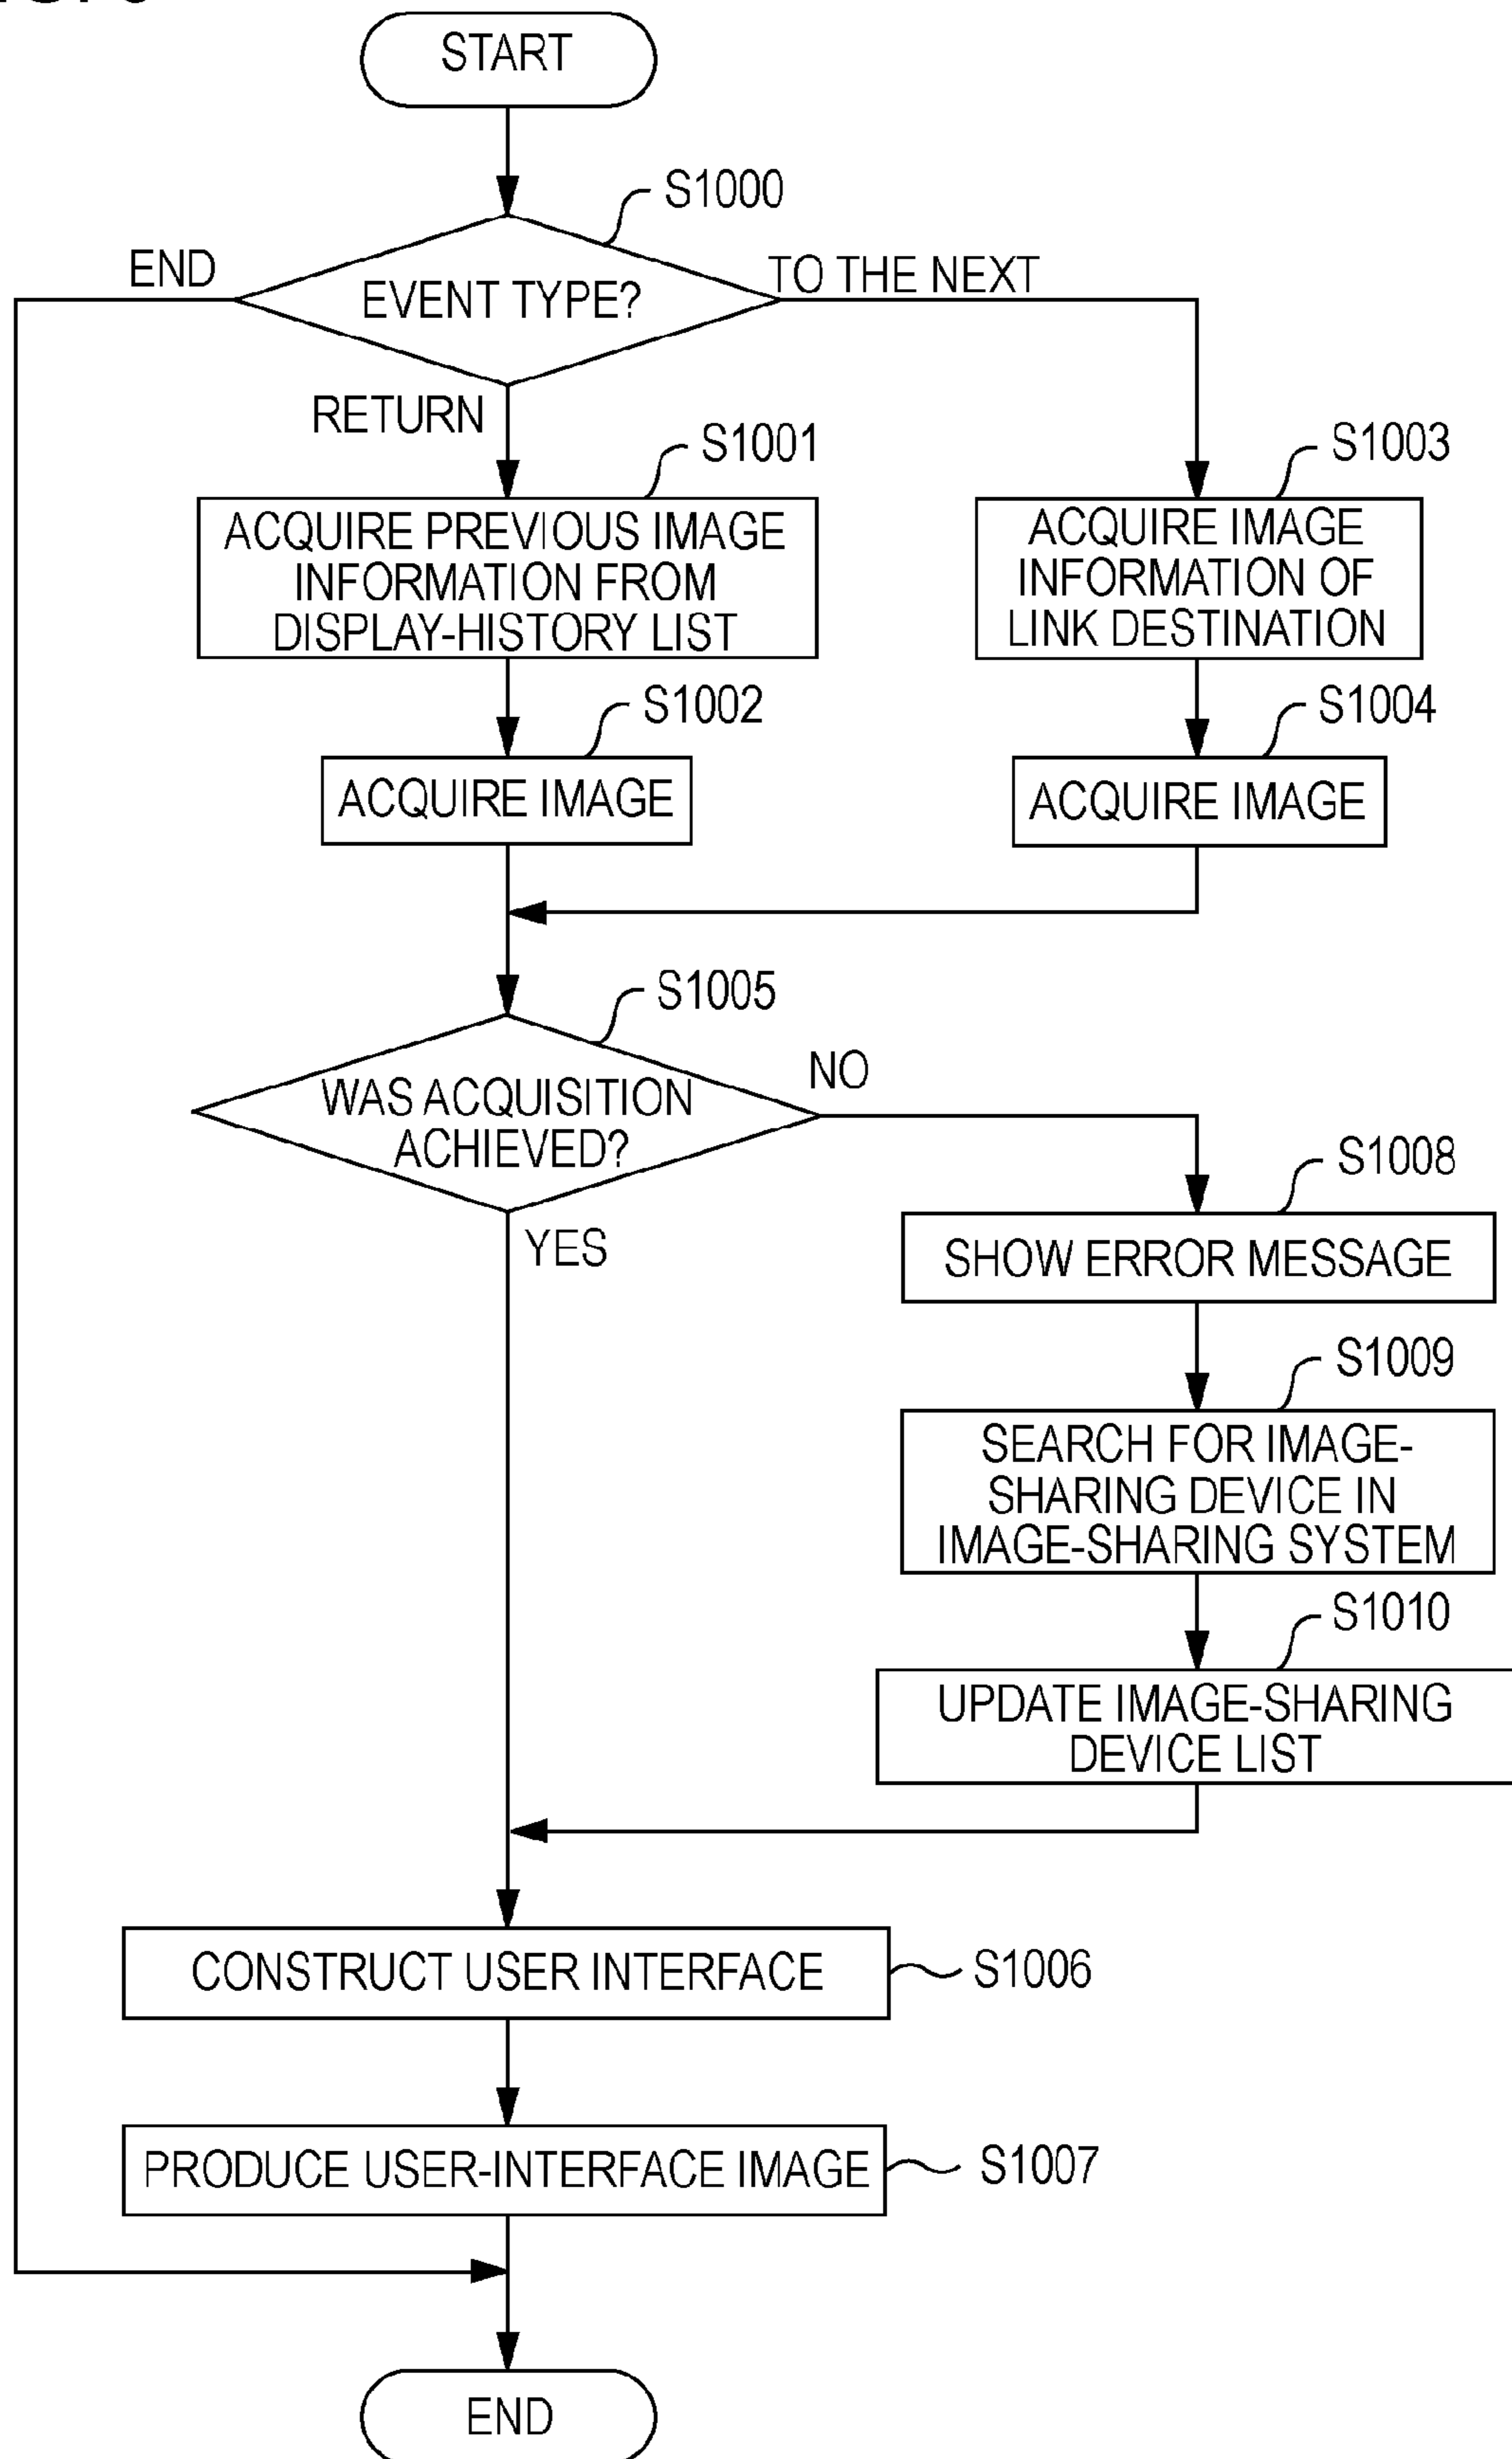 START
S1000
END
EVENT TYPE?
TO THE NEXT
RETURN
S1001
S1003
ACQUIRE PREVIOUS IMAGE
INFORMATION FROM
DISPLAY-HISTORY LIST
ACQUIRE IMAGE
INFORMATION OF
LINK DESTINATION
S1002
S1004
ACQUIRE IMAGE
ACQUIRE IMAGE
S1005
WAS ACQUISITION
ACHIEVED?
NO
YES
S1008
SHOW ERROR MESSAGE
S1009
SEARCH FOR IMAGE-
SHARING DEVICE IN
IMAGE-SHARING SYSTEM
S1010
UPDATE IMAGE-SHARING
DEVICE LIST
CONSTRUCT USER INTERFACE
S1006
PRODUCE USER-INTERFACE IMAGE
S1007
END